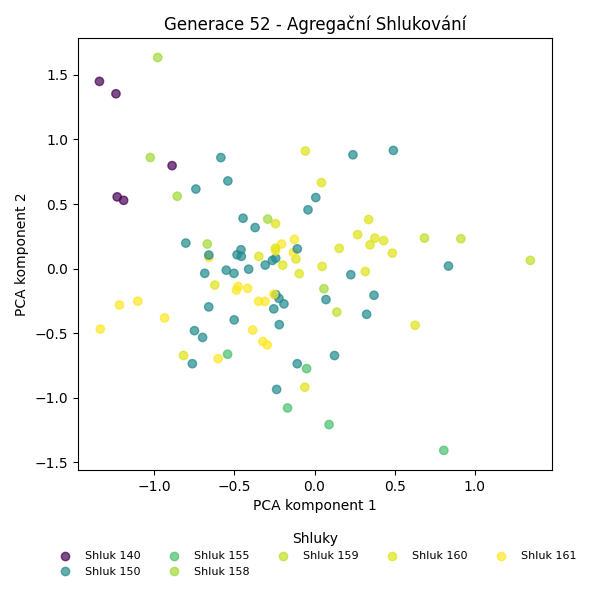 Generace 52 - Agregační Shlukování
PCA komponent 2
1.5
1.0
0.5
0.0
−0.5
−1.0
−1.5
−1.0 −0.5 0.0 0.5 1.0
PCA komponent 1
Shluky
Shluk 140 Shluk 155 Shluk 159 Shluk 160 Shluk 161
Shluk 150 Shluk 158